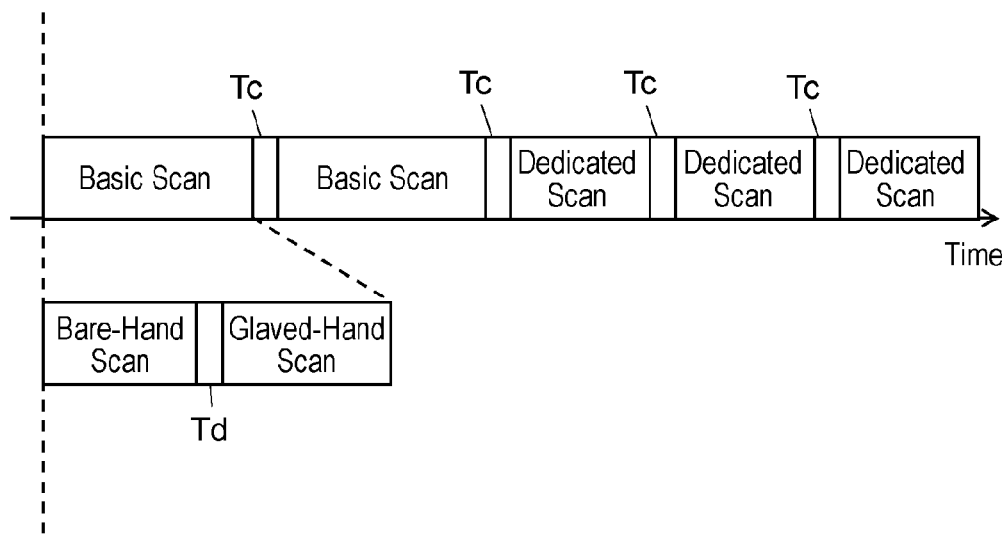 Tc Tc Tc Tc
Basic Scan Basic Scan Dedicated Dedicated Dedicated
Scan Scan Scan
Time
Bare-Hand Glaved-Hand
Scan Scan
Td